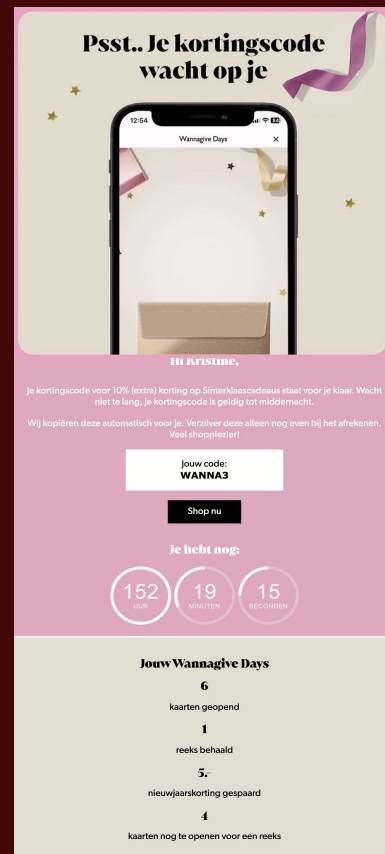 Psst.. Je kortingscode
wacht op je
12:54
84
Wannagive Days
×
Hi Kristine,
Je kortingscode voor 10% (extra) korting op Sinterklaascadeaus staat voor je klaar. Wacht
niet te lang, je kortingscode is geldig tot middernacht.
Wij kopiëren deze automatisch voor je. Verzilver deze alleen nog even bij het afrekenen.
Veel shopplezier!
Jouw code:
WANNA3
Shop nu
Je hebt nog:
152 19 15
UUR MINUTEN SECONDEN
Jouw Wannagive Days
6
kaarten geopend
1
reeks behaald
5,-
nieuwjaarskorting gespaard
4
kaarten nog te openen voor een reeks